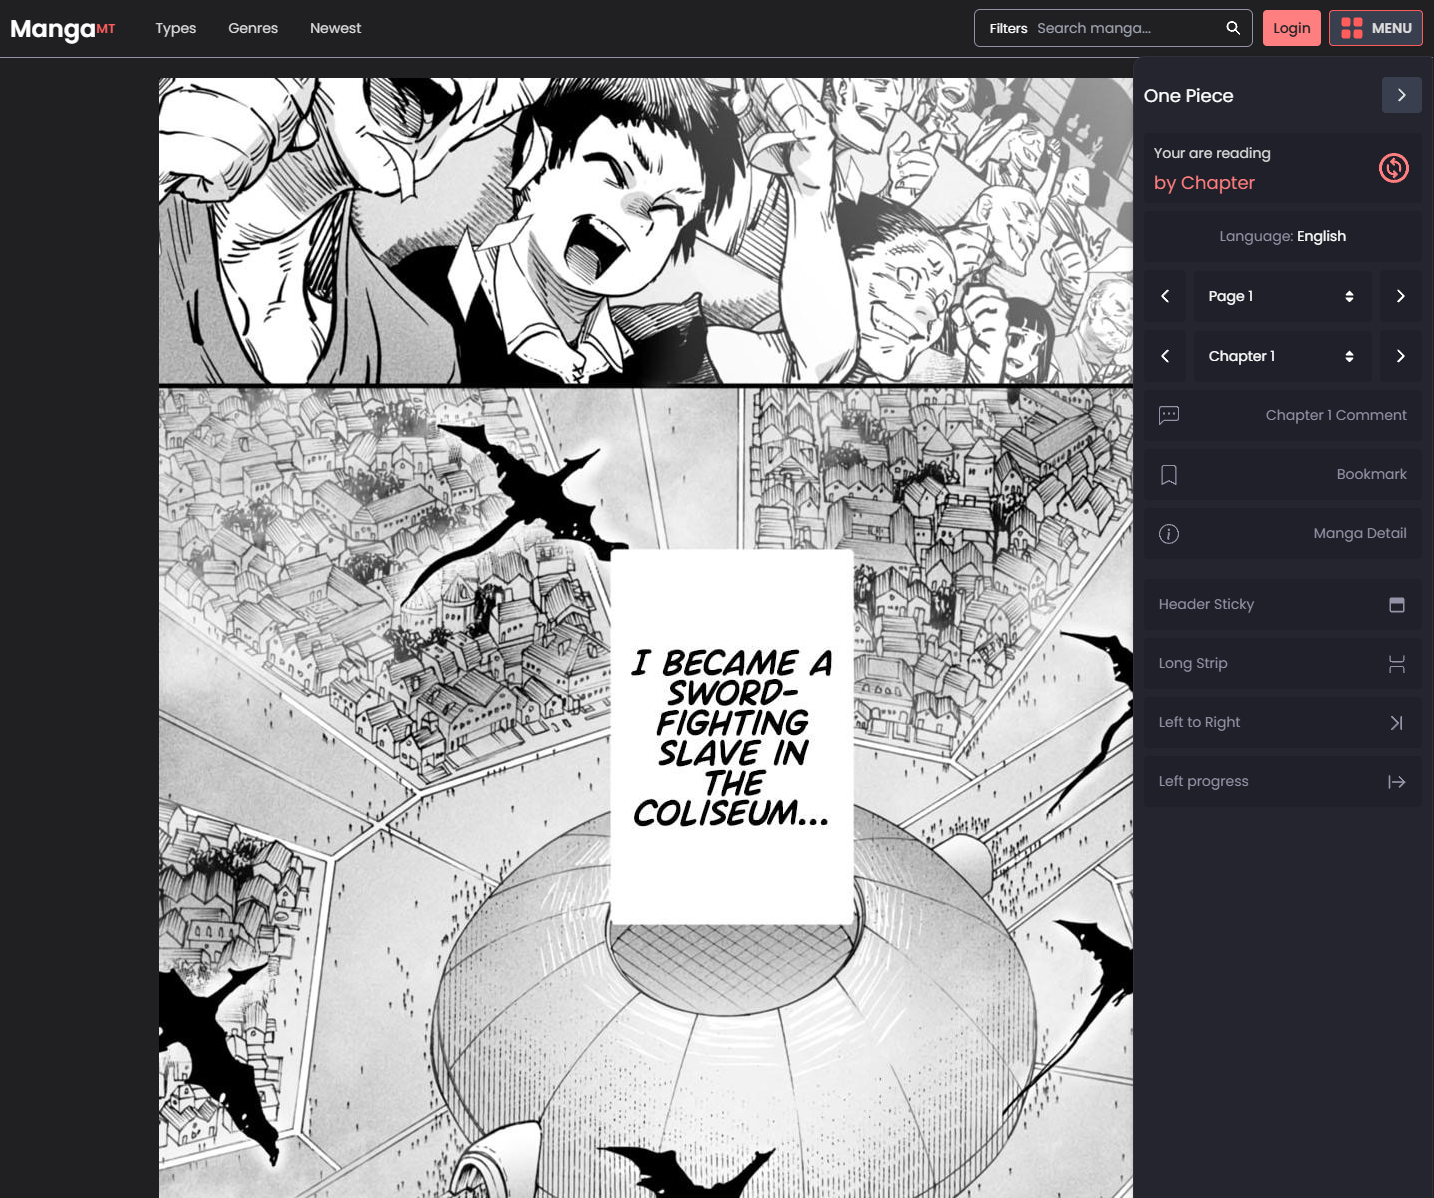 MangaMT
Types
Genres
Newest
Filters
Search manga...
Login
MENU
One Piece
Your are reading
by Chapter
Language: English
Page 1
Chapter 1
Chapter 1 Comment
Bookmark
Manga Detail
Header Sticky
Long Strip
Left to Right
Left progress
I BECAME A
SWORD-
FIGHTING
SLAVE IN
THE
COLISEUM...